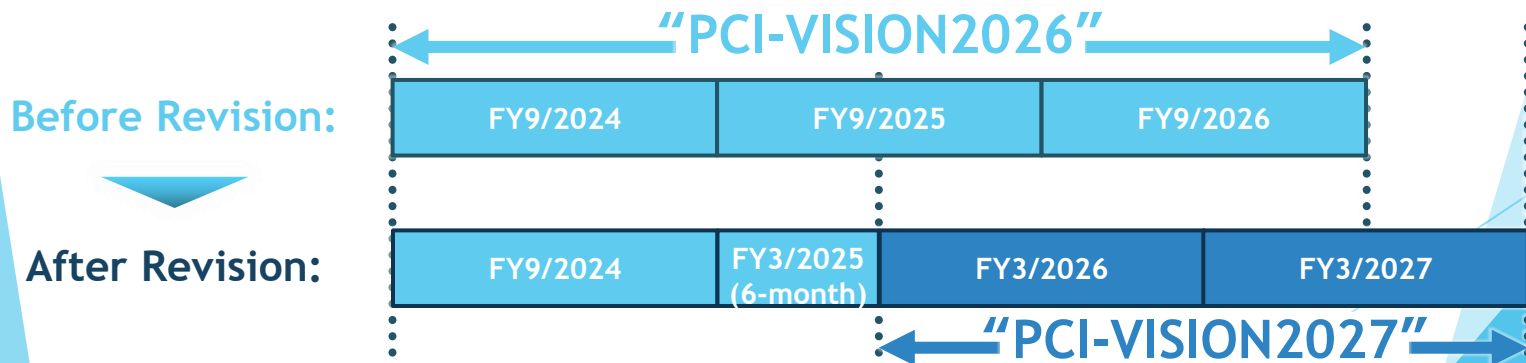 “PCI-VISION2026”
Before Revision:
FY9/2024
FY9/2025
FY9/2026
After Revision:
FY9/2024
FY3/2025
(6-month)
FY3/2026
FY3/2027
“PCI-VISION2027”